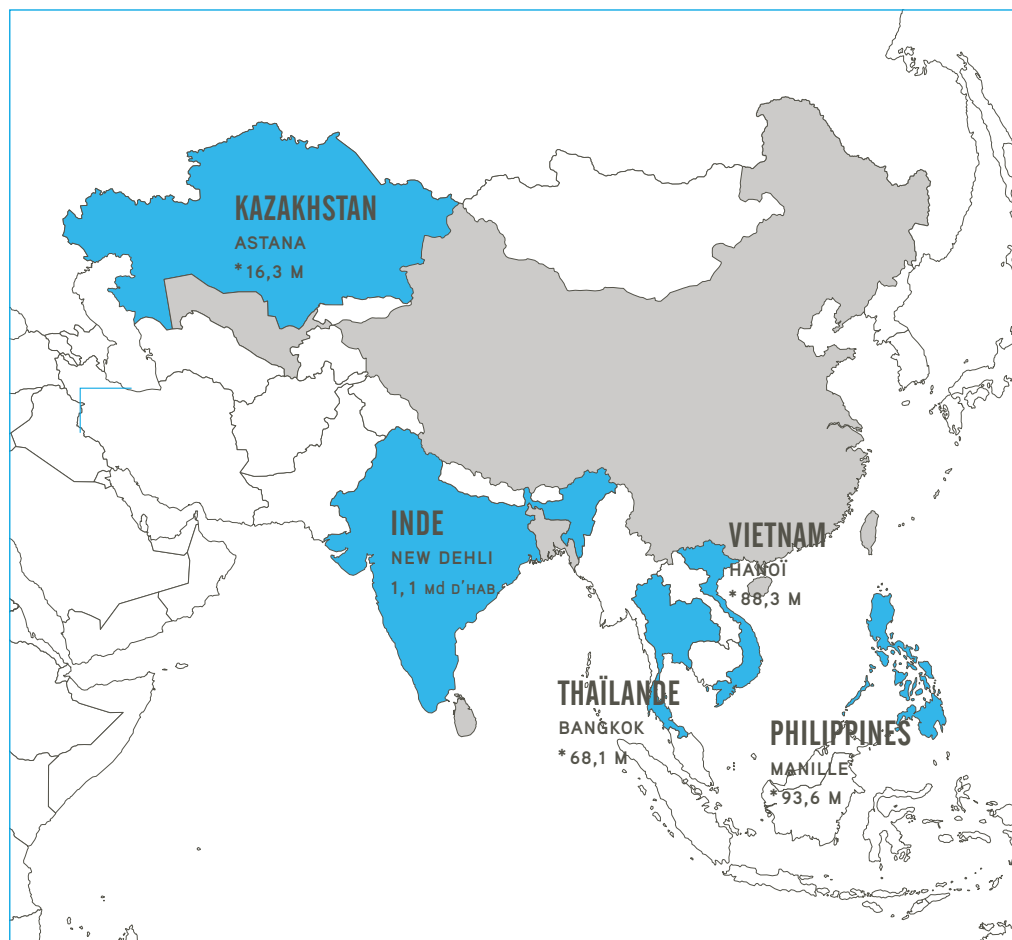 KAZAKHSTAN
ASTANA
*16,3 M
INDE
NEW DEHLI
1,1 Md D'HAB.
VIETNAM
HANOÏ
*88,3 M
THAÏLANDE
BANGKOK
*68,1 M
PHILIPPINES
MANILLE
*93,6 M